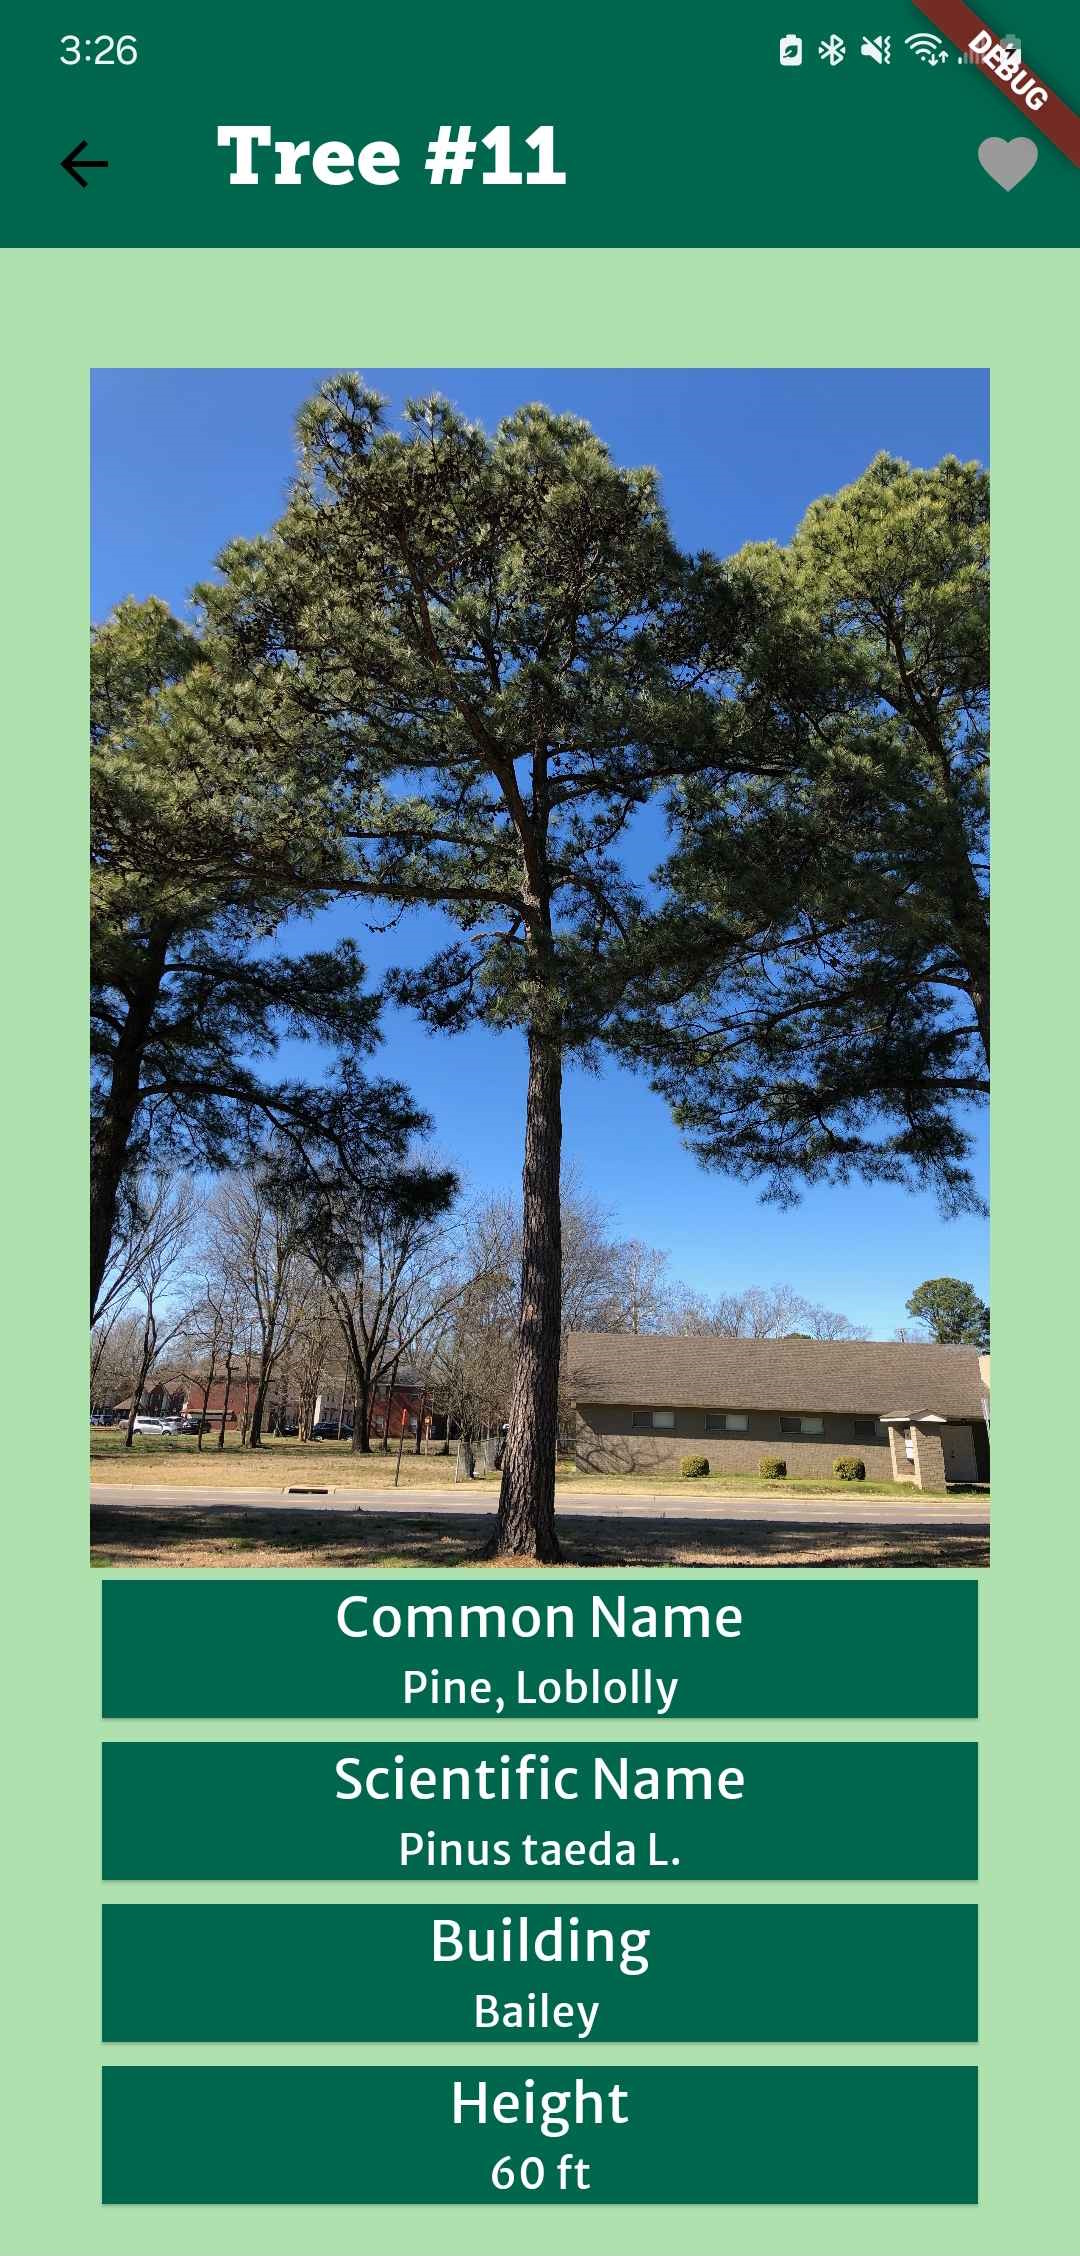 3:26
DEBUG
Tree #11
Common Name
Pine, Loblolly
Scientific Name
Pinus taeda L.
Building
Bailey
Height
60 ft